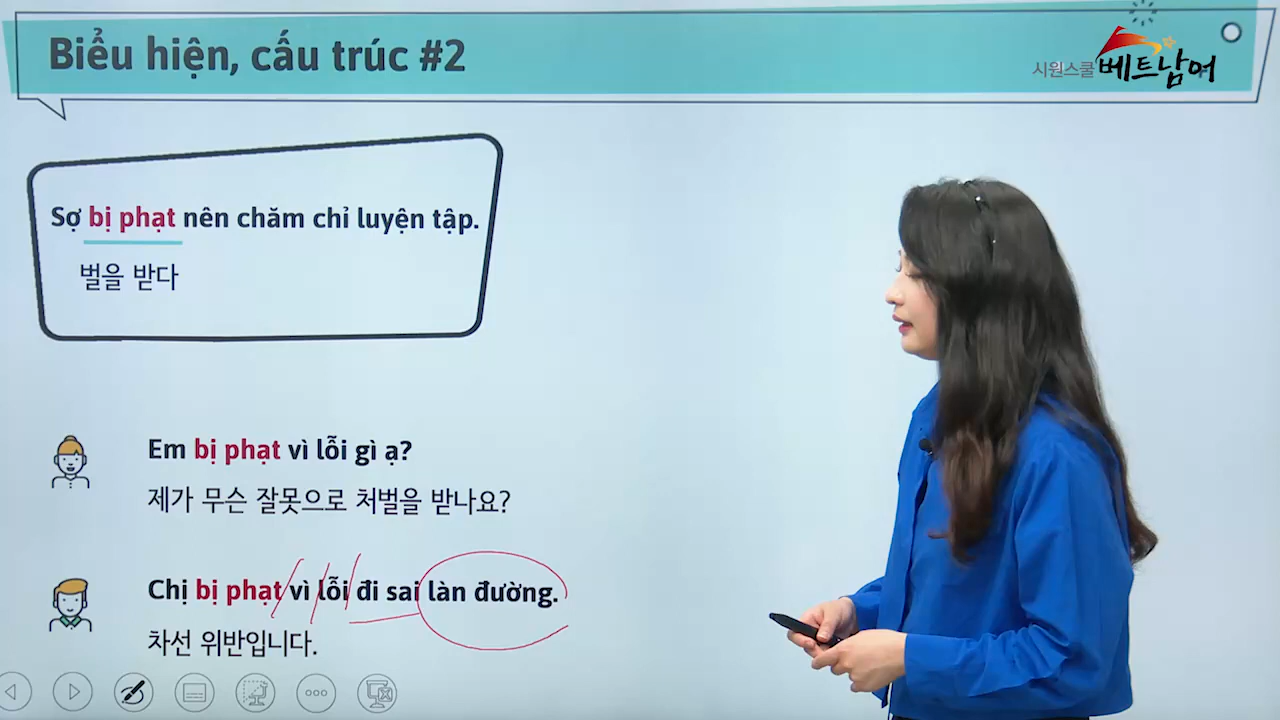 Biểu hiện, cấu trúc #2
시원스쿨 베트남어
Sợ bị phạt nên chăm chỉ luyện tập.
벌을 받다
Em bị phạt vì lỗi gì ạ?
제가 무슨 잘못으로 처벌을 받나요?
Chị bị phạt vì lỗi đi sai làn đường.
차선 위반입니다.